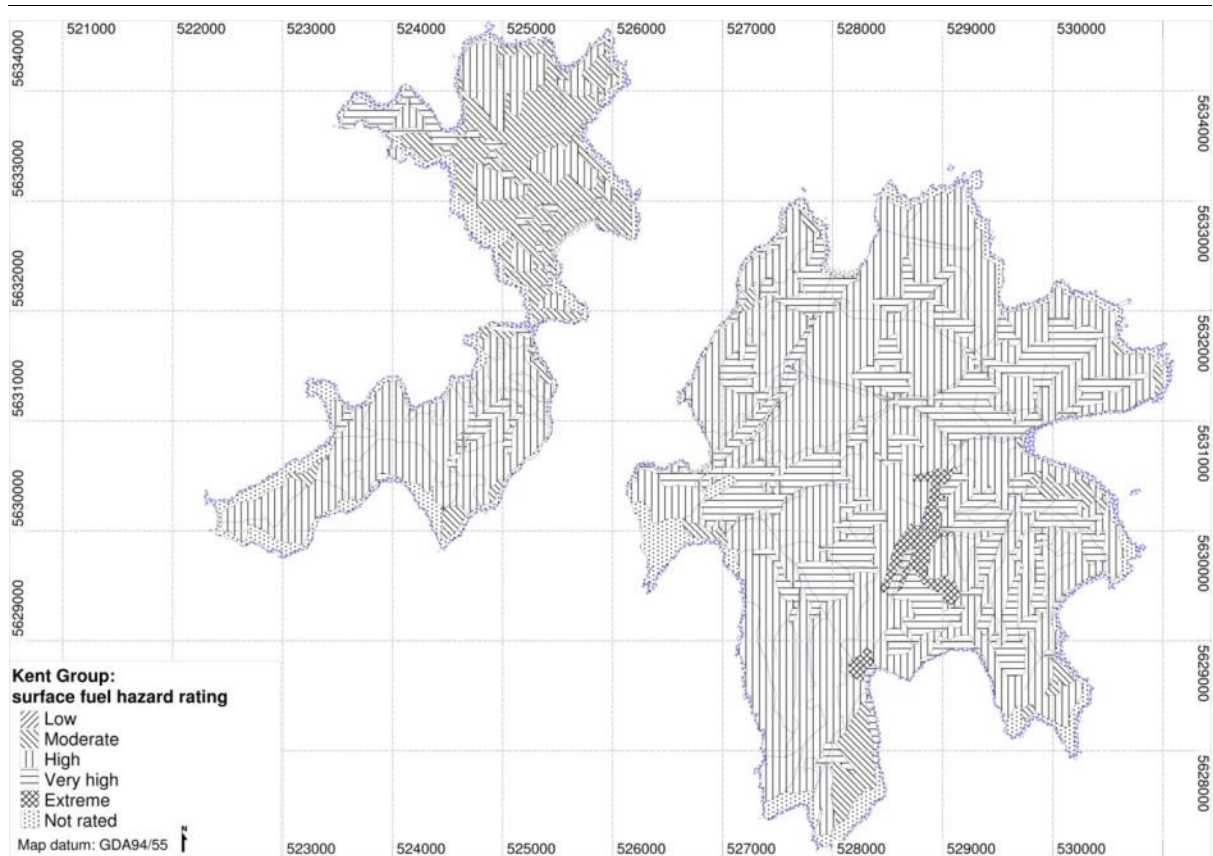 521000 522000 523000 524000 525000 526000 527000 528000 529000 530000
5634000
5633000
5632000
5631000
5630000
5629000
5634000
5633000
5632000
5631000
5630000
5629000
5628000
Kent Group:
surface fuel hazard rating
Low
Moderate
High
Very high
Extreme
Not rated
Map datum: GDA94/55
N
523000 524000 525000 526000 527000 528000 529000 530000